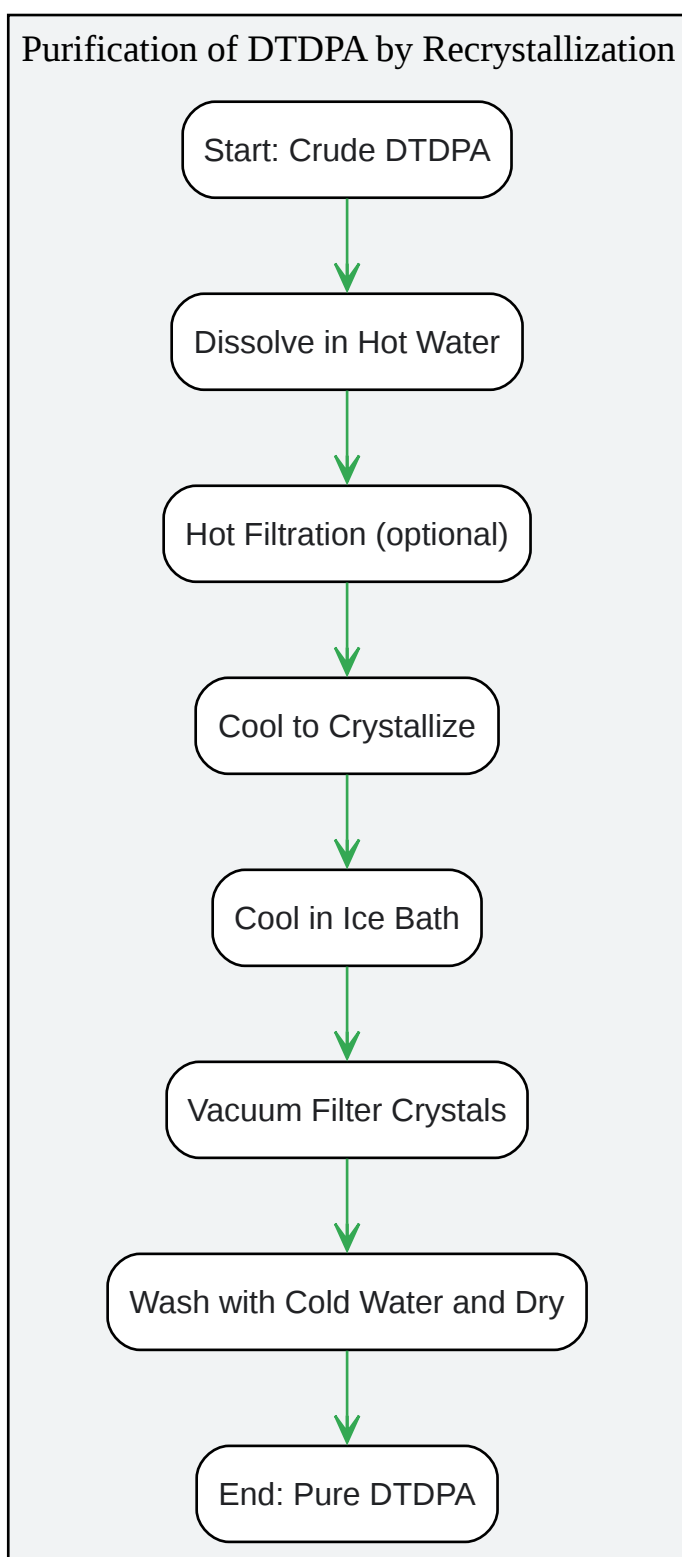 Purification of DTDPA by Recrystallization
Start: Crude DTDPA
Dissolve in Hot Water
Hot Filtration (optional)
Cool to Crystallize
Cool in Ice Bath
Vacuum Filter Crystals
Wash with Cold Water and Dry
End: Pure DTDPA